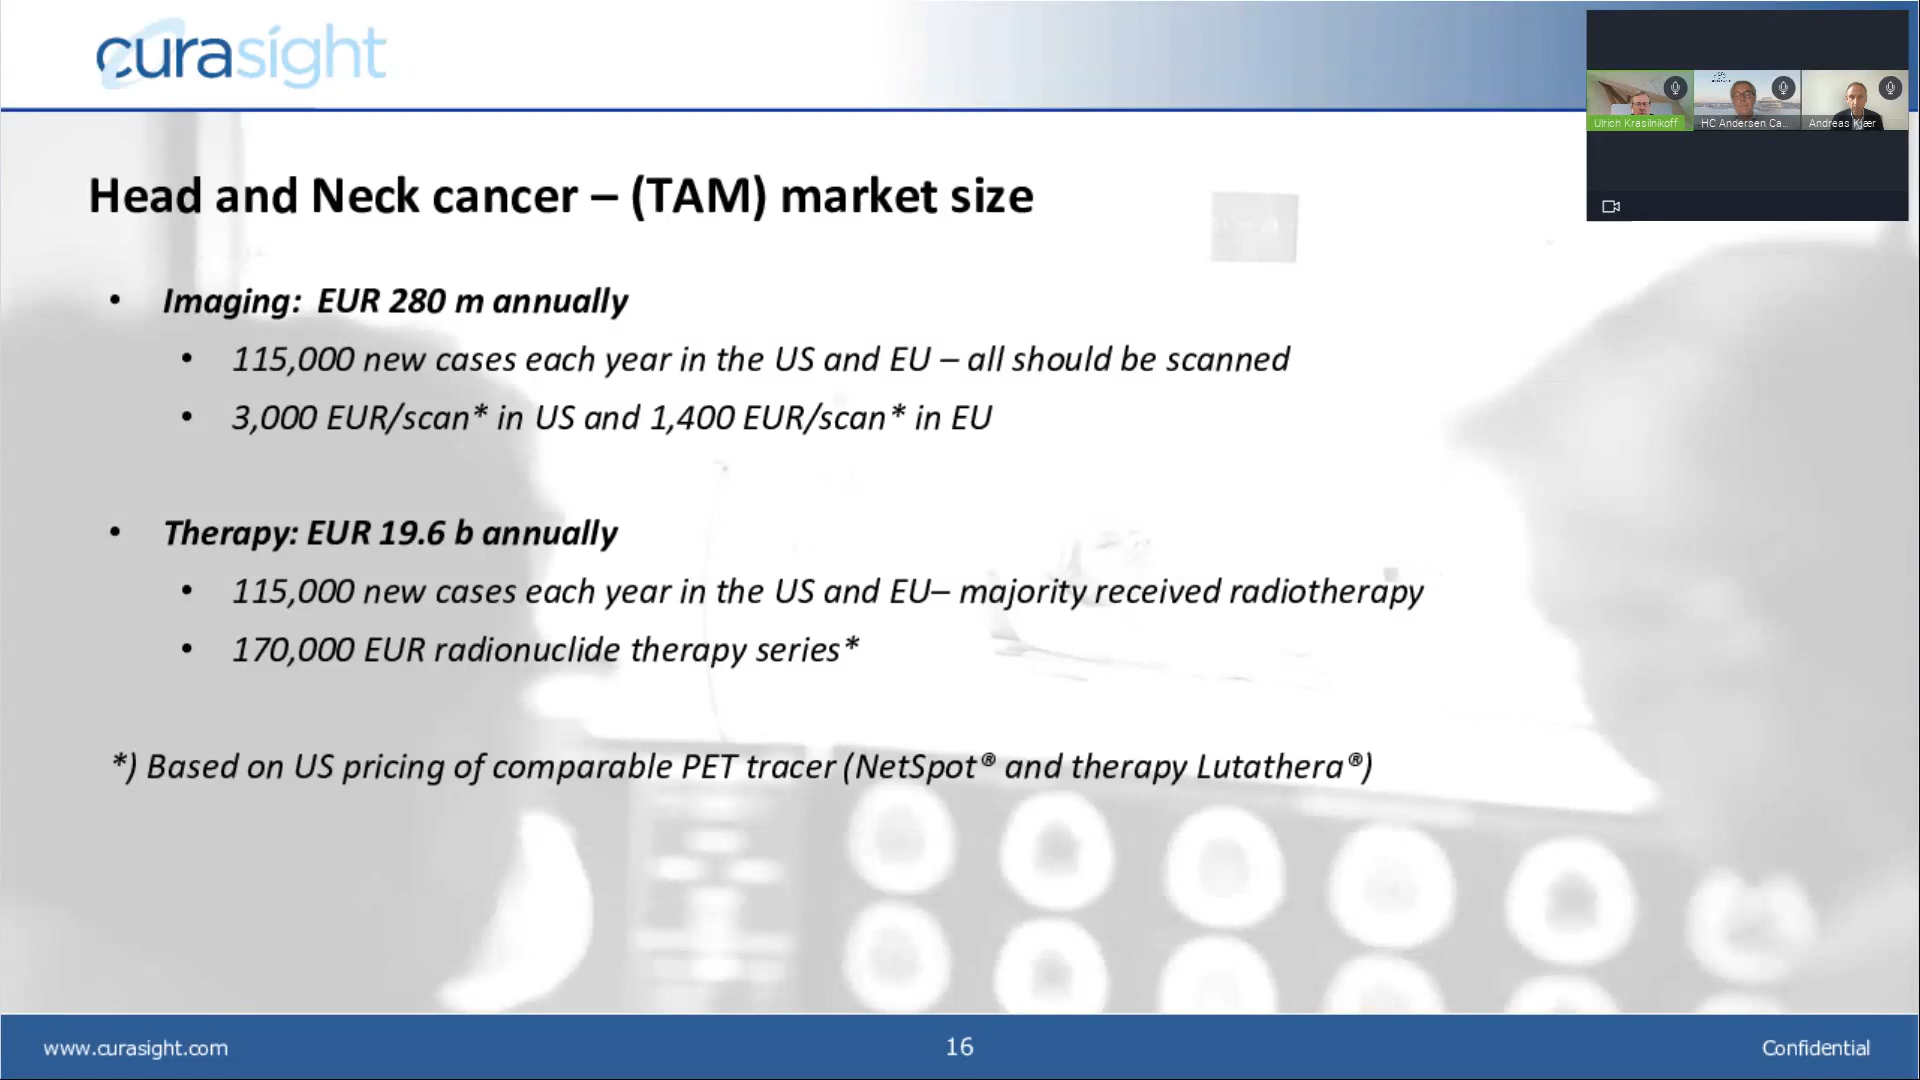 curasight
Ulrich Krasilnikoff
HC Andersen Ca...
Andreas Kjær
Head and Neck cancer – (TAM) market size
• Imaging: EUR 280 m annually
• 115,000 new cases each year in the US and EU – all should be scanned
• 3,000 EUR/scan* in US and 1,400 EUR/scan* in EU
• Therapy: EUR 19.6 b annually
• 115,000 new cases each year in the US and EU– majority received radiotherapy
• 170,000 EUR radionuclide therapy series*
*) Based on US pricing of comparable PET tracer (NetSpot® and therapy Lutathera®)
www.curasight.com
16
Confidential